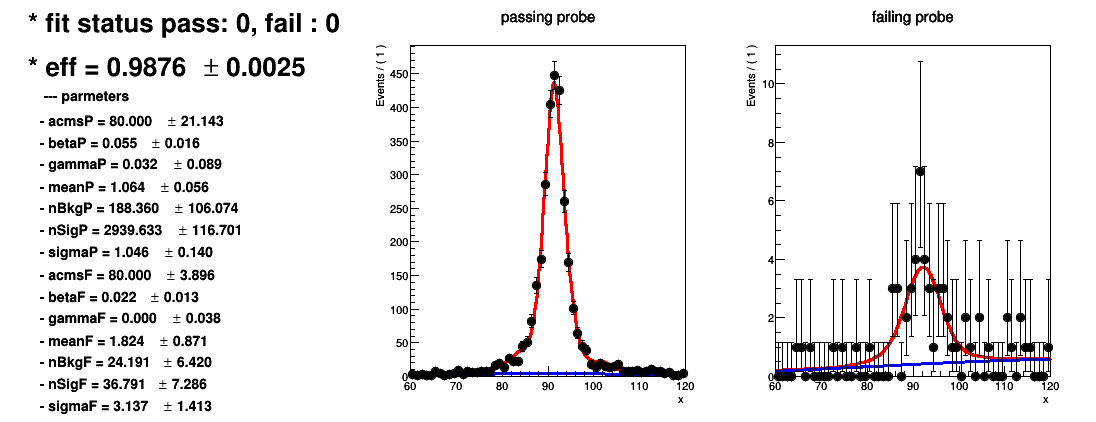 * fit status pass: 0, fail : 0
* eff = 0.9876 ± 0.0025
--- parmeters
- acmsP = 80.000 ± 21.143
- betaP = 0.055 ± 0.016
- gammaP = 0.032 ± 0.089
- meanP = 1.064 ± 0.056
- nBkgP = 188.360 ± 106.074
- nSigP = 2939.633 ± 116.701
- sigmaP = 1.046 ± 0.140
- acmsF = 80.000 ± 3.896
- betaF = 0.022 ± 0.013
- gammaF = 0.000 ± 0.038
- meanF = 1.824 ± 0.871
- nBkgF = 24.191 ± 6.420
- nSigF = 36.791 ± 7.286
- sigmaF = 3.137 ± 1.413
passing probe
Events / ( 1 )
450
400
350
300
250
200
150
100
50
0
60 70 80 90 100 110 120
x
failing probe
Events / ( 1 )
10
8
6
4
2
0
60 70 80 90 100 110 120
x